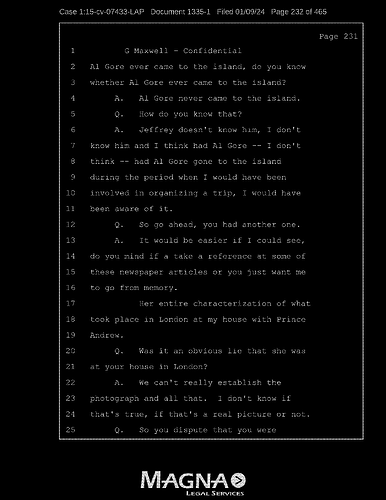 Case 1:15-cv-07433-LAP Document 1335-1 Filed 01/09/24 Page 232 of 465
Page 231
1 G Maxwell - Confidential
2 Al Gore ever came to the island, do you know
3 whether Al Gore ever came to the island?
4 A. Al Gore never came to the island.
5 Q. How do you know that?
6 A. Jeffrey doesn't know him, I don't
7 know him and I think had Al Gore -- I don't
8 think -- had Al Gore gone to the island
9 during the period when I would have been
10 involved in organizing a trip, I would have
11 been aware of it.
12 Q. So go ahead, you had another one.
13 A. It would be easier if I could see,
14 do you mind if a take a reference at some of
15 these newspaper articles or you just want me
16 to go from memory.
17 Her entire characterization of what
18 took place in London at my house with Prince
19 Andrew.
20 Q. Was it an obvious lie that she was
21 at your house in London?
22 A. We can't really establish the
23 photograph and all that. I don't know if
24 that's true, if that's a real picture or not.
25 Q. So you dispute that you were
MAGNA
LEGAL SERVICES